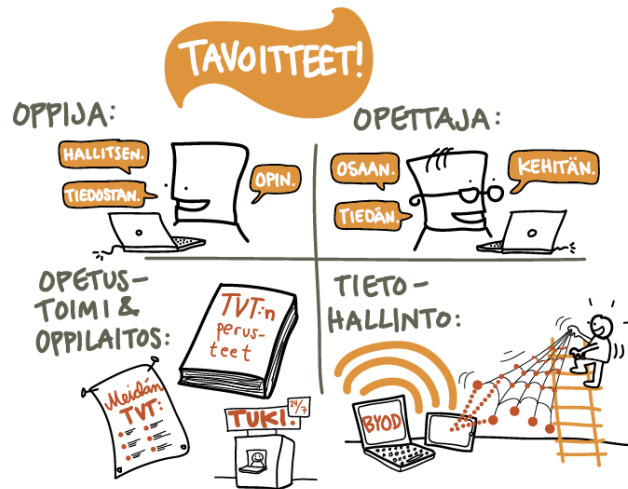 TAVOITTEET!
OPPIJA:
HALLITSEN.
TIEDOSTAN.
OPIN.
OPETTAJA:
OSAAN.
TIEDÄN.
KEHITÄN.
OPETUS-
TOIMI &
OPPILAITOS:
TVT:n
perus-
teet
Meidän
TVT:
TUKI.
24/7
TIETO-
HALLINTO:
BYOD